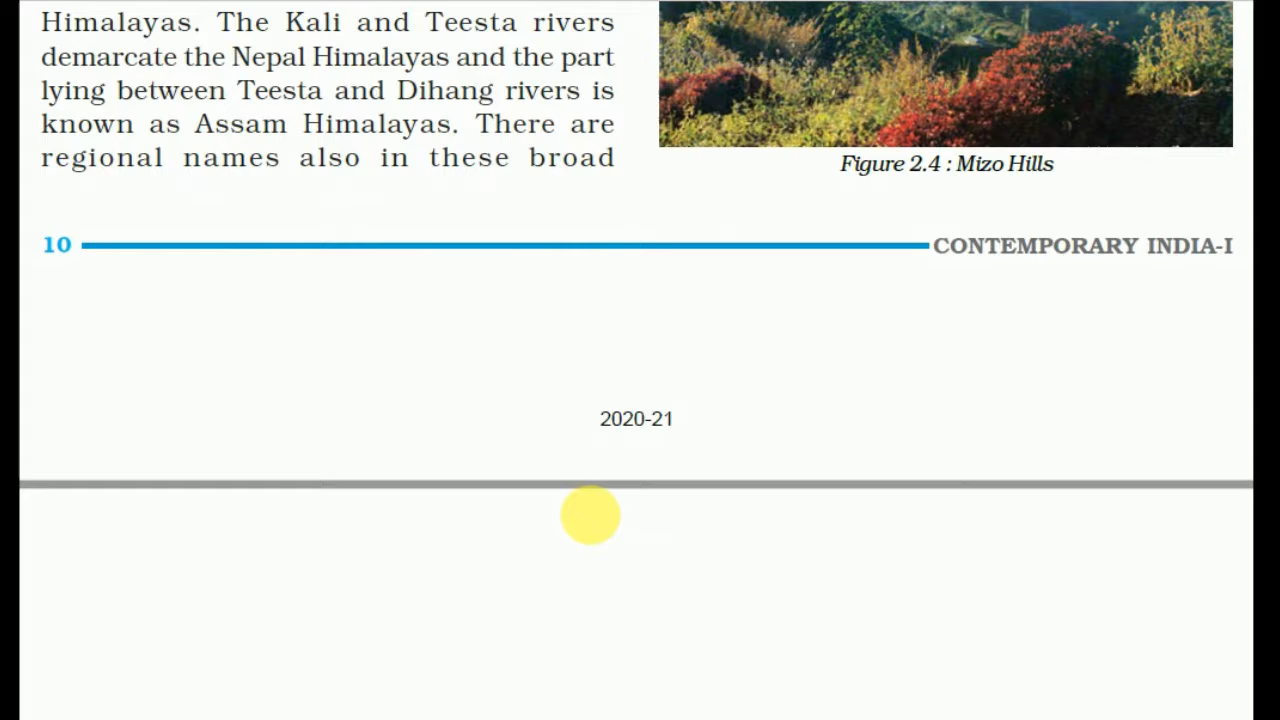 Himalayas. The Kali and Teesta rivers
demarcate the Nepal Himalayas and the part
lying between Teesta and Dihang rivers is
known as Assam Himalayas. There are
regional names also in these broad
Figure 2.4 : Mizo Hills
10
CONTEMPORARY INDIA-I
2020-21